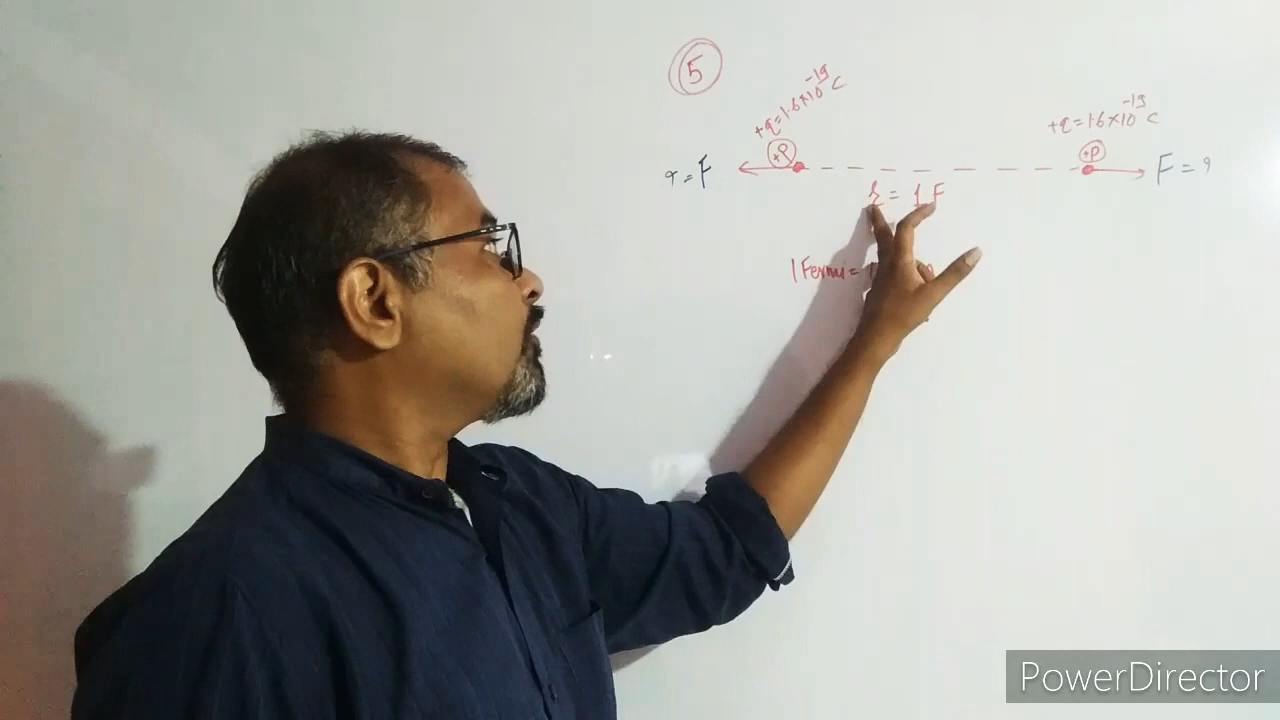 5
+q=1.6×10⁻¹⁹ C
+q=1.6×10⁻¹⁹ C
+P
+P
?=F
F=?
r = 1 F
1 Fermi =
PowerDirector